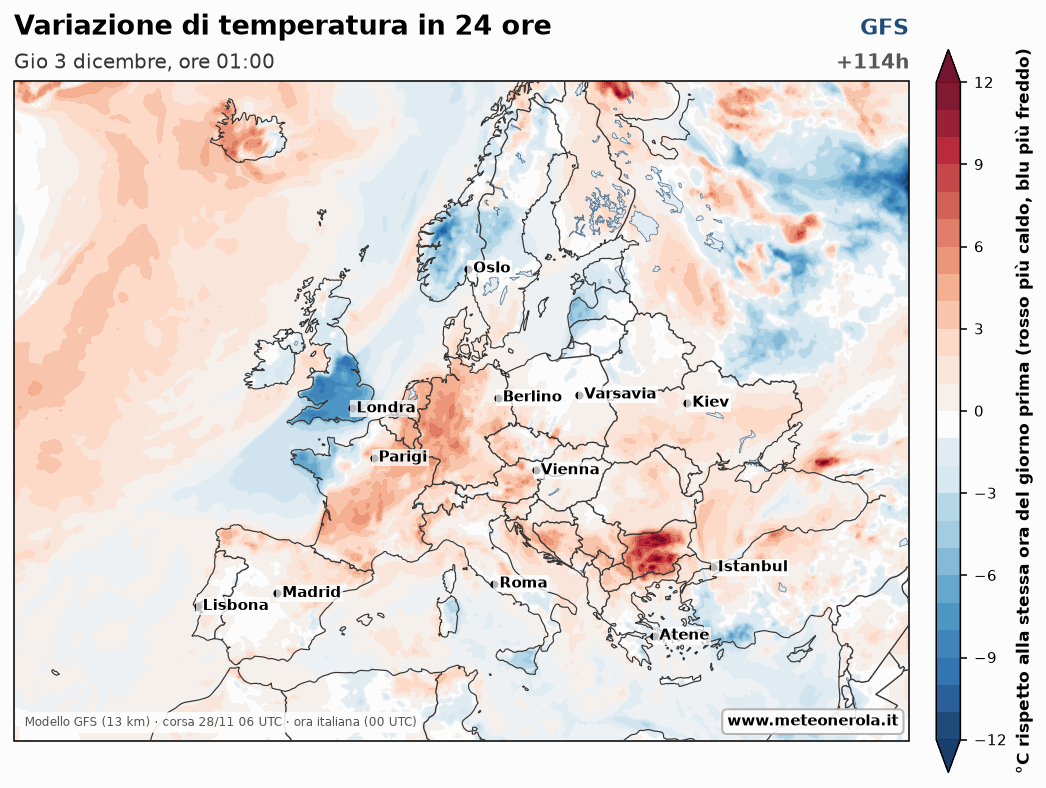 Variazione di temperatura in 24 ore
GFS
Gio 3 dicembre, ore 01:00
+114h
Oslo
Londra
Berlino
Varsavia
Kiev
Parigi
Vienna
Istanbul
Roma
Madrid
Lisbona
Atene
Modello GFS (13 km) · corsa 28/11 06 UTC · ora italiana (00 UTC)
www.meteonerola.it
12
9
6
3
0
−3
−6
−9
−12
°C rispetto alla stessa ora del giorno prima (rosso più caldo, blu più freddo)